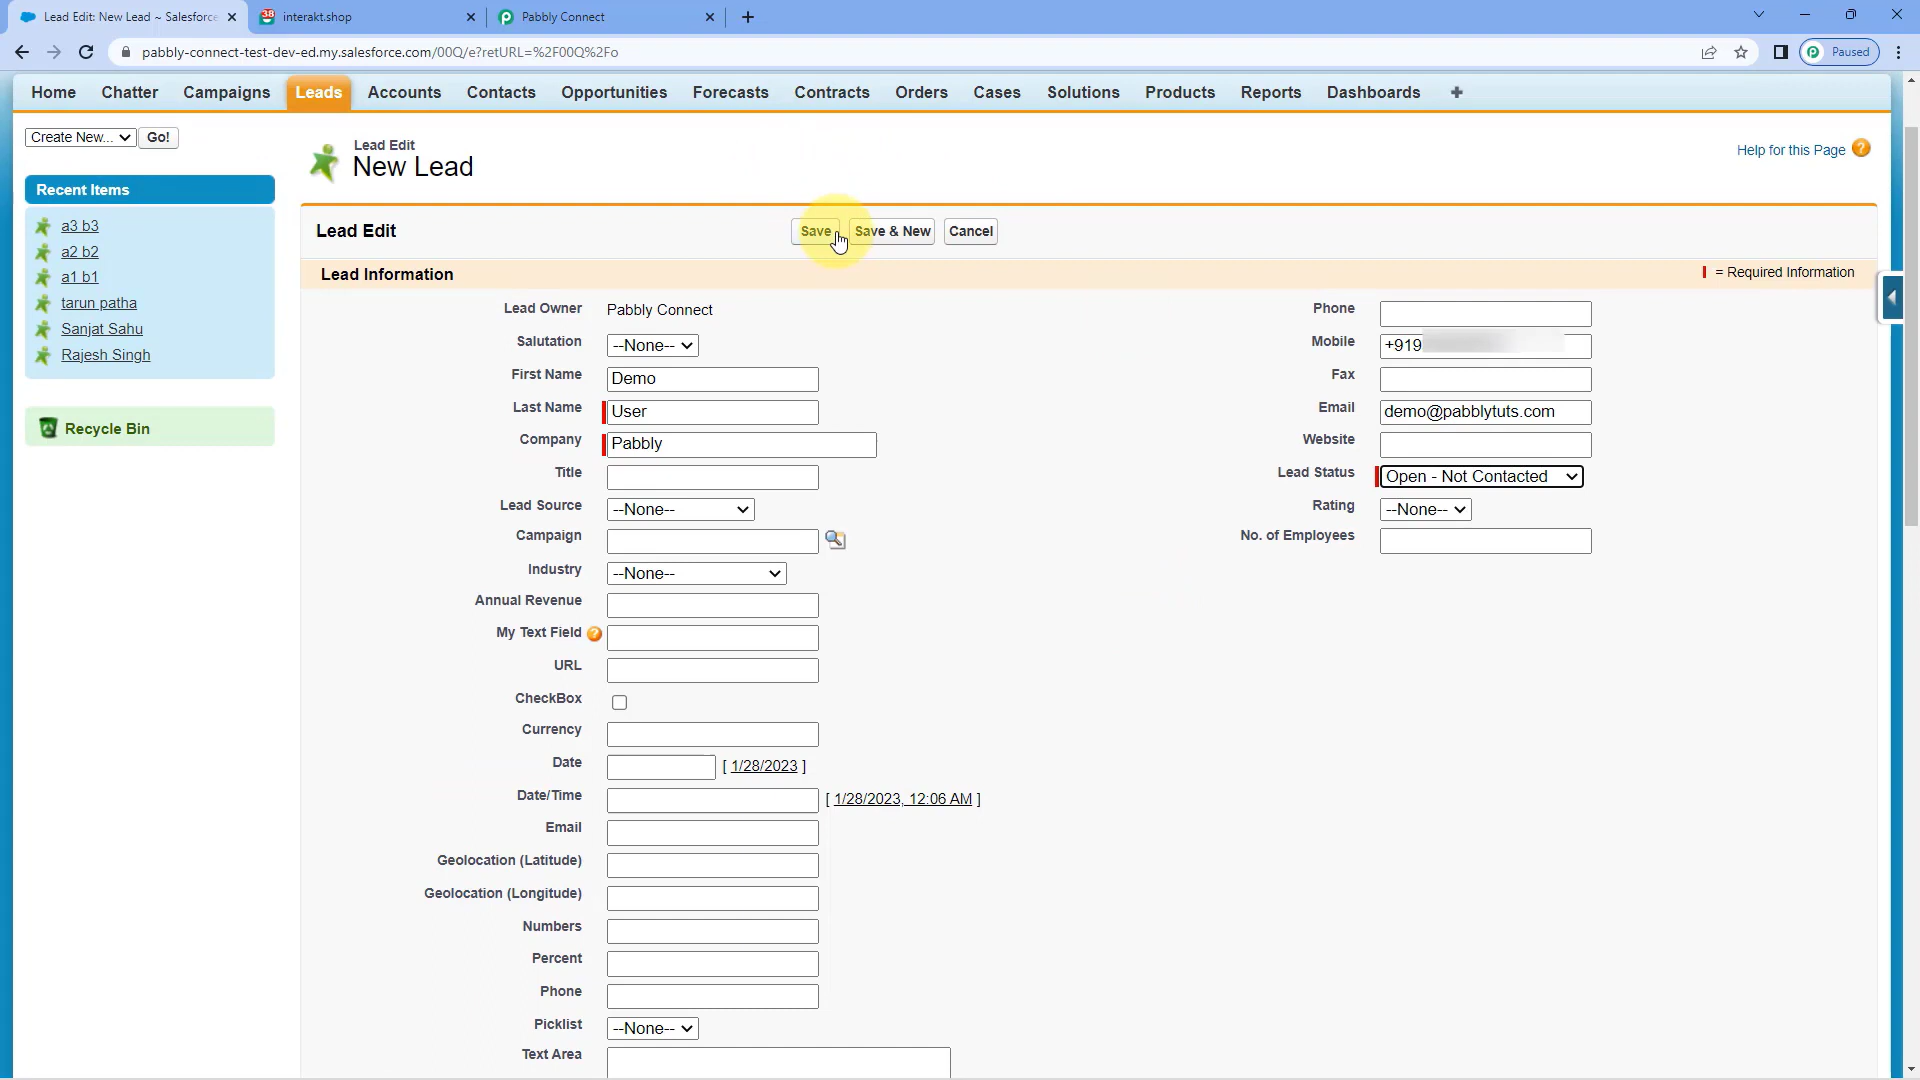 Lead Edit: New Lead ~ Salesforce
interakt.shop
Pabbly Connect
pabbly-connect-test-dev-ed.my.salesforce.com/00Q/e?retURL=%2F00Q%2Fo
Paused
Home Chatter Campaigns Leads Accounts Contacts Opportunities Forecasts Contracts Orders Cases Solutions Products Reports Dashboards +
Create New... Go!
Lead Edit
New Lead
Help for this Page ?
Recent Items
a3 b3
a2 b2
a1 b1
tarun patha
Sanjat Sahu
Rajesh Singh
Recycle Bin
Lead Edit Save Save & New Cancel
Lead Information = Required Information
Lead Owner Pabbly Connect Phone
Salutation --None-- Mobile +919
First Name Demo Fax
Last Name User Email demo@pabblytuts.com
Company Pabbly Website
Title Lead Status Open - Not Contacted
Lead Source --None-- Rating --None--
Campaign No. of Employees
Industry --None--
Annual Revenue
My Text Field ?
URL
CheckBox
Currency
Date [ 1/28/2023 ]
Date/Time [ 1/28/2023, 12:06 AM ]
Email
Geolocation (Latitude)
Geolocation (Longitude)
Numbers
Percent
Phone
Picklist --None--
Text Area